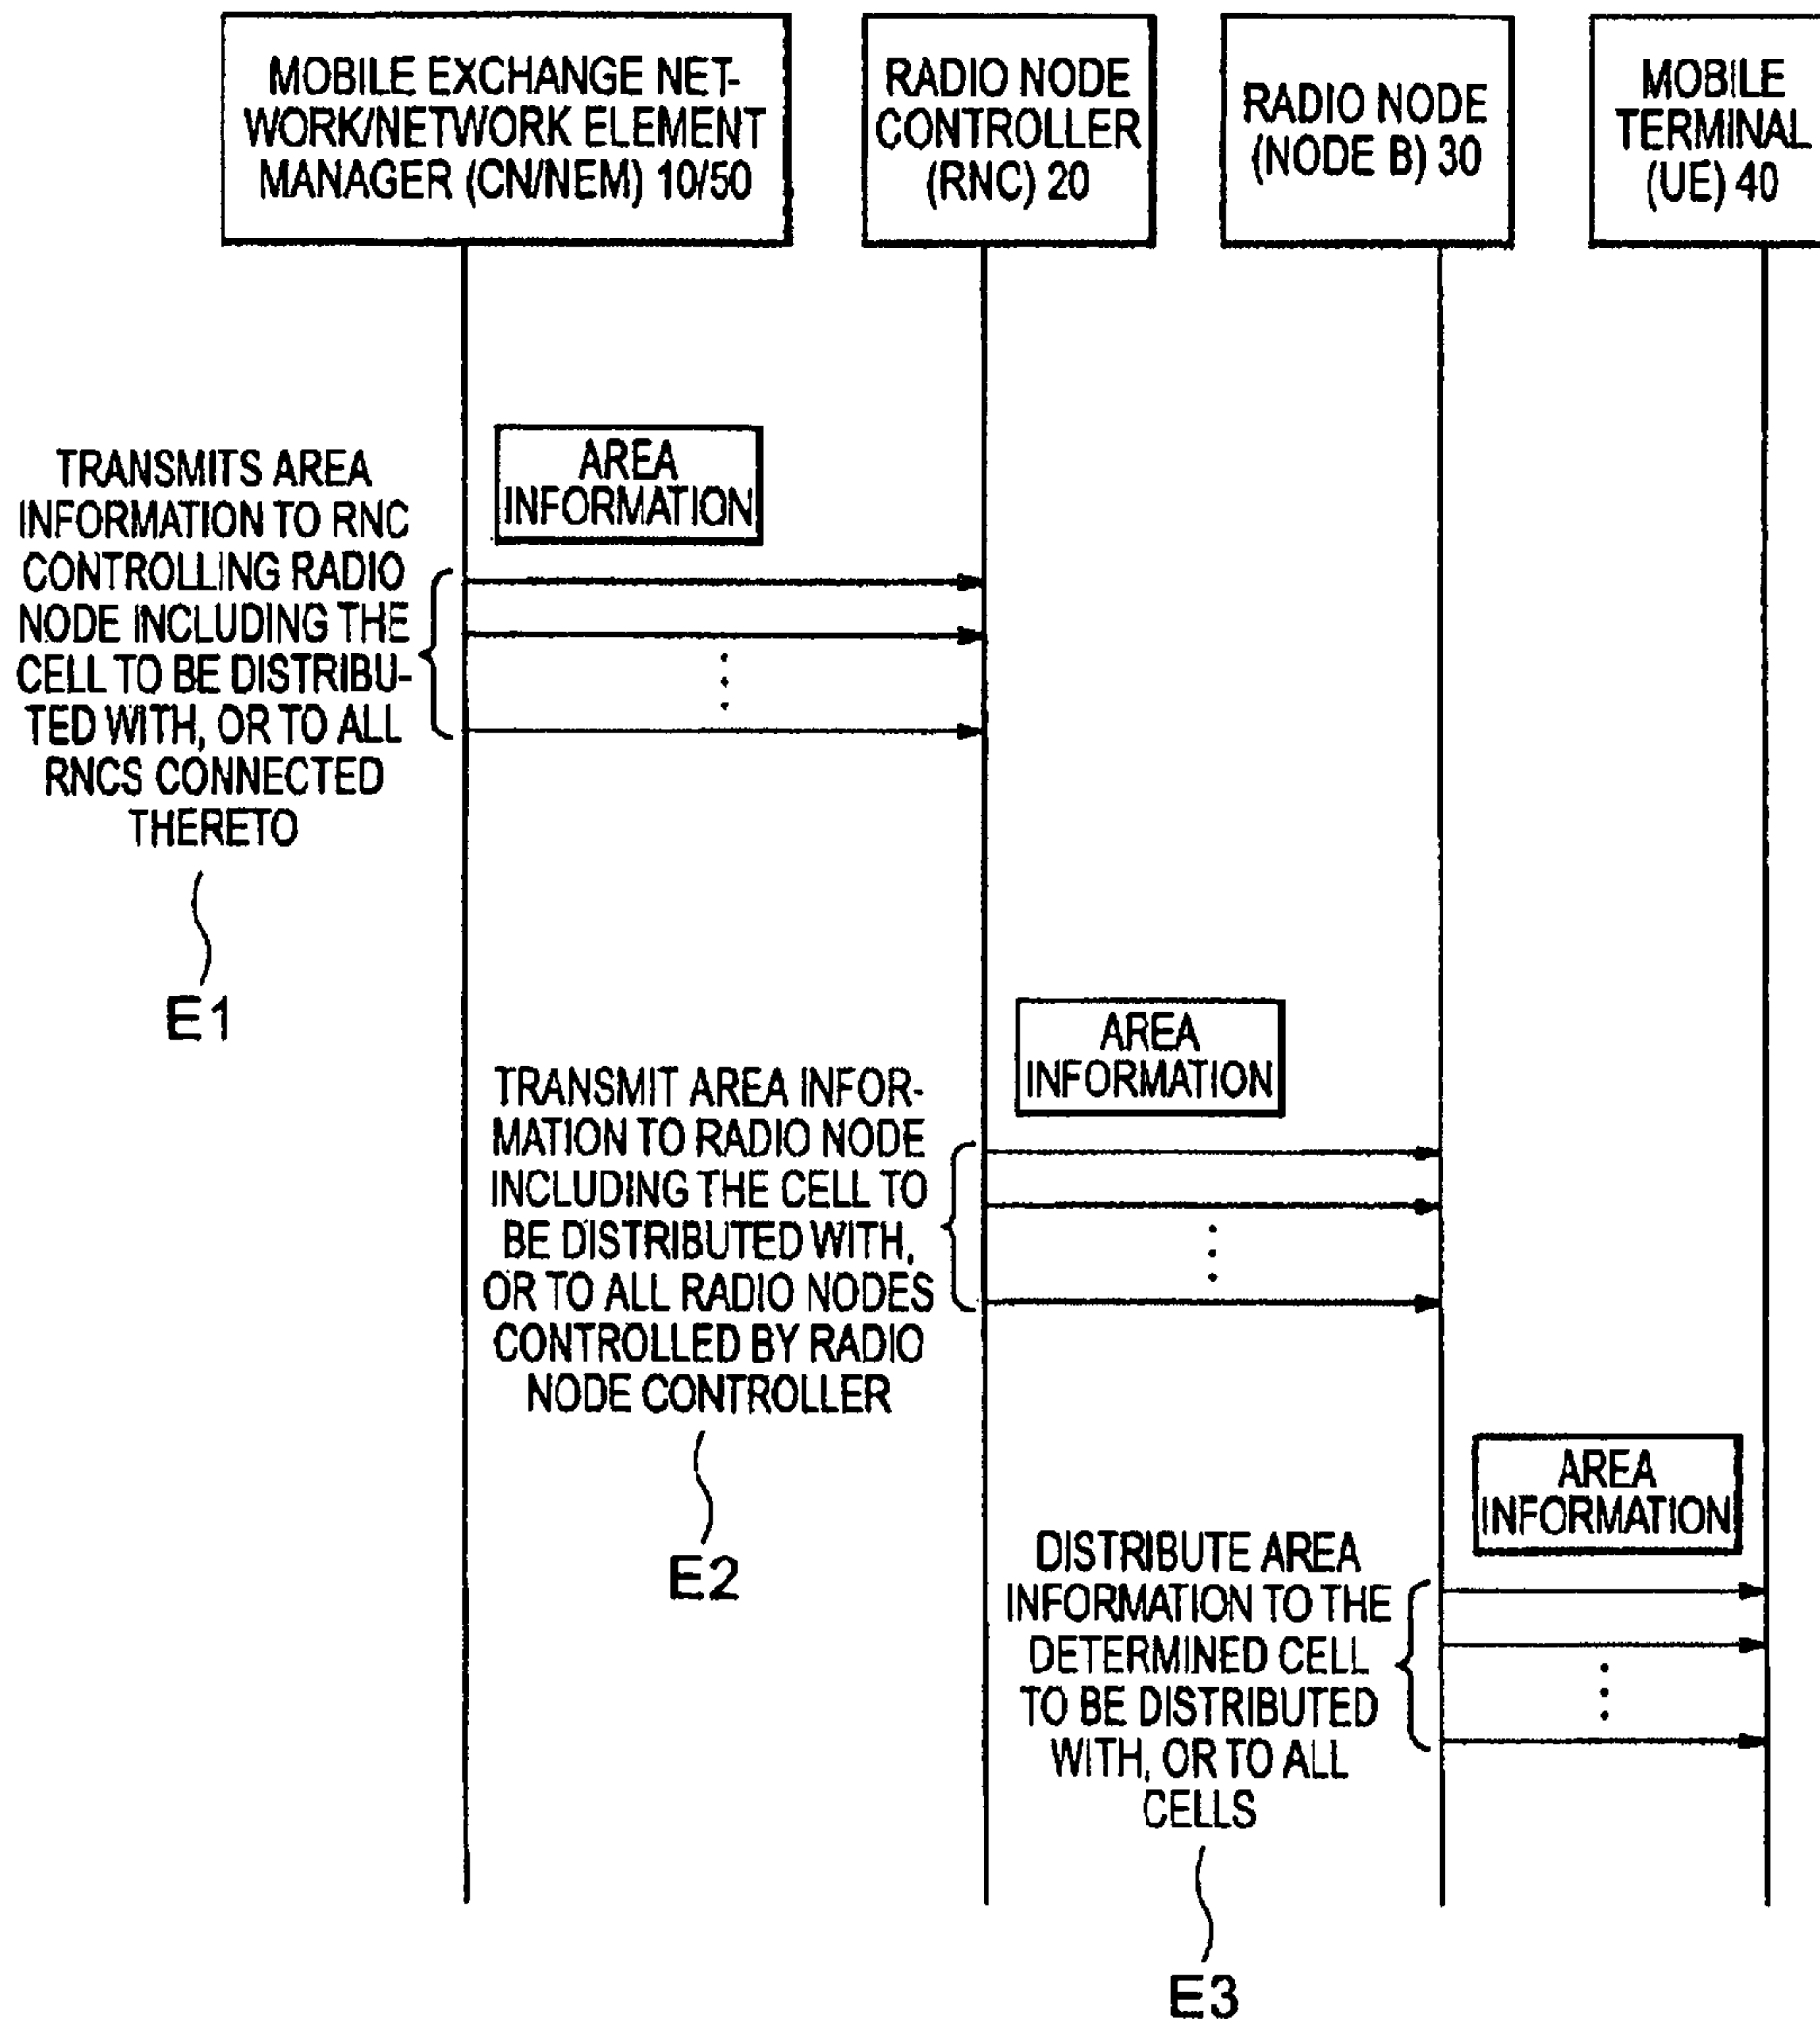 MOBILE EXCHANGE NET-
WORK/NETWORK ELEMENT
MANAGER (CN/NEM) 10/50
RADIO NODE
CONTROLLER
(RNC) 20
RADIO NODE
(NODE B) 30
MOBILE
TERMINAL
(UE) 40
AREA
INFORMATION
TRANSMITS AREA
INFORMATION TO RNC
CONTROLLING RADIO
NODE INCLUDING THE
CELL TO BE DISTRIBU-
TED WITH, OR TO ALL
RNCS CONNECTED
THERETO
E1
AREA
INFORMATION
TRANSMIT AREA INFOR-
MATION TO RADIO NODE
INCLUDING THE CELL TO
BE DISTRIBUTED WITH,
OR TO ALL RADIO NODES
CONTROLLED BY RADIO
NODE CONTROLLER
E2
AREA
INFORMATION
DISTRIBUTE AREA
INFORMATION TO THE
DETERMINED CELL
TO BE DISTRIBUTED
WITH, OR TO ALL
CELLS
E3